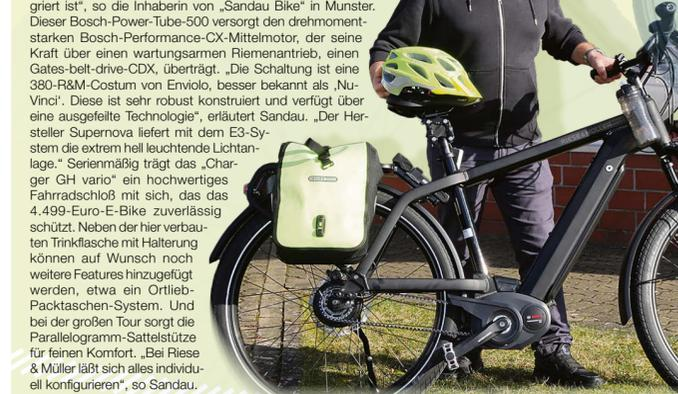 griert ist“, so die Inhaberin von „Sandau Bike“ in Munster.
Dieser Bosch-Power-Tube-500 versorgt den drehmoment-
starken Bosch-Performance-CX-Mittelmotor, der seine
Kraft über einen wartungsarmen Riemenantrieb, einen
Gates-belt-drive-CDX, überträgt. „Die Schaltung ist eine
380-R&M-Costum von Enviolo, besser bekannt als ‚Nu-
Vinci‘. Diese ist sehr robust konstruiert und verfügt über
eine ausgefeilte Technologie“, erläutert Sandau. „Der Her-
steller Supernova liefert mit dem E3-Sy-
stem die extrem hell leuchtende Lichtan-
lage.“ Serienmäßig trägt das „Char-
ger GH vario“ ein hochwertiges
Fahrradschloß mit sich, das das
4.499-Euro-E-Bike zuverlässig
schützt. Neben der hier verbau-
ten Trinkflasche mit Halterung
können auf Wunsch noch
weitere Features hinzugefügt
werden, etwa ein Ortlieb-
Packtaschen-System. Und
bei der großen Tour sorgt die
Parallelogramm-Sattelstütze
für feinen Komfort. „Bei Riese
& Müller läßt sich alles individu-
ell konfigurieren“, so Sandau.